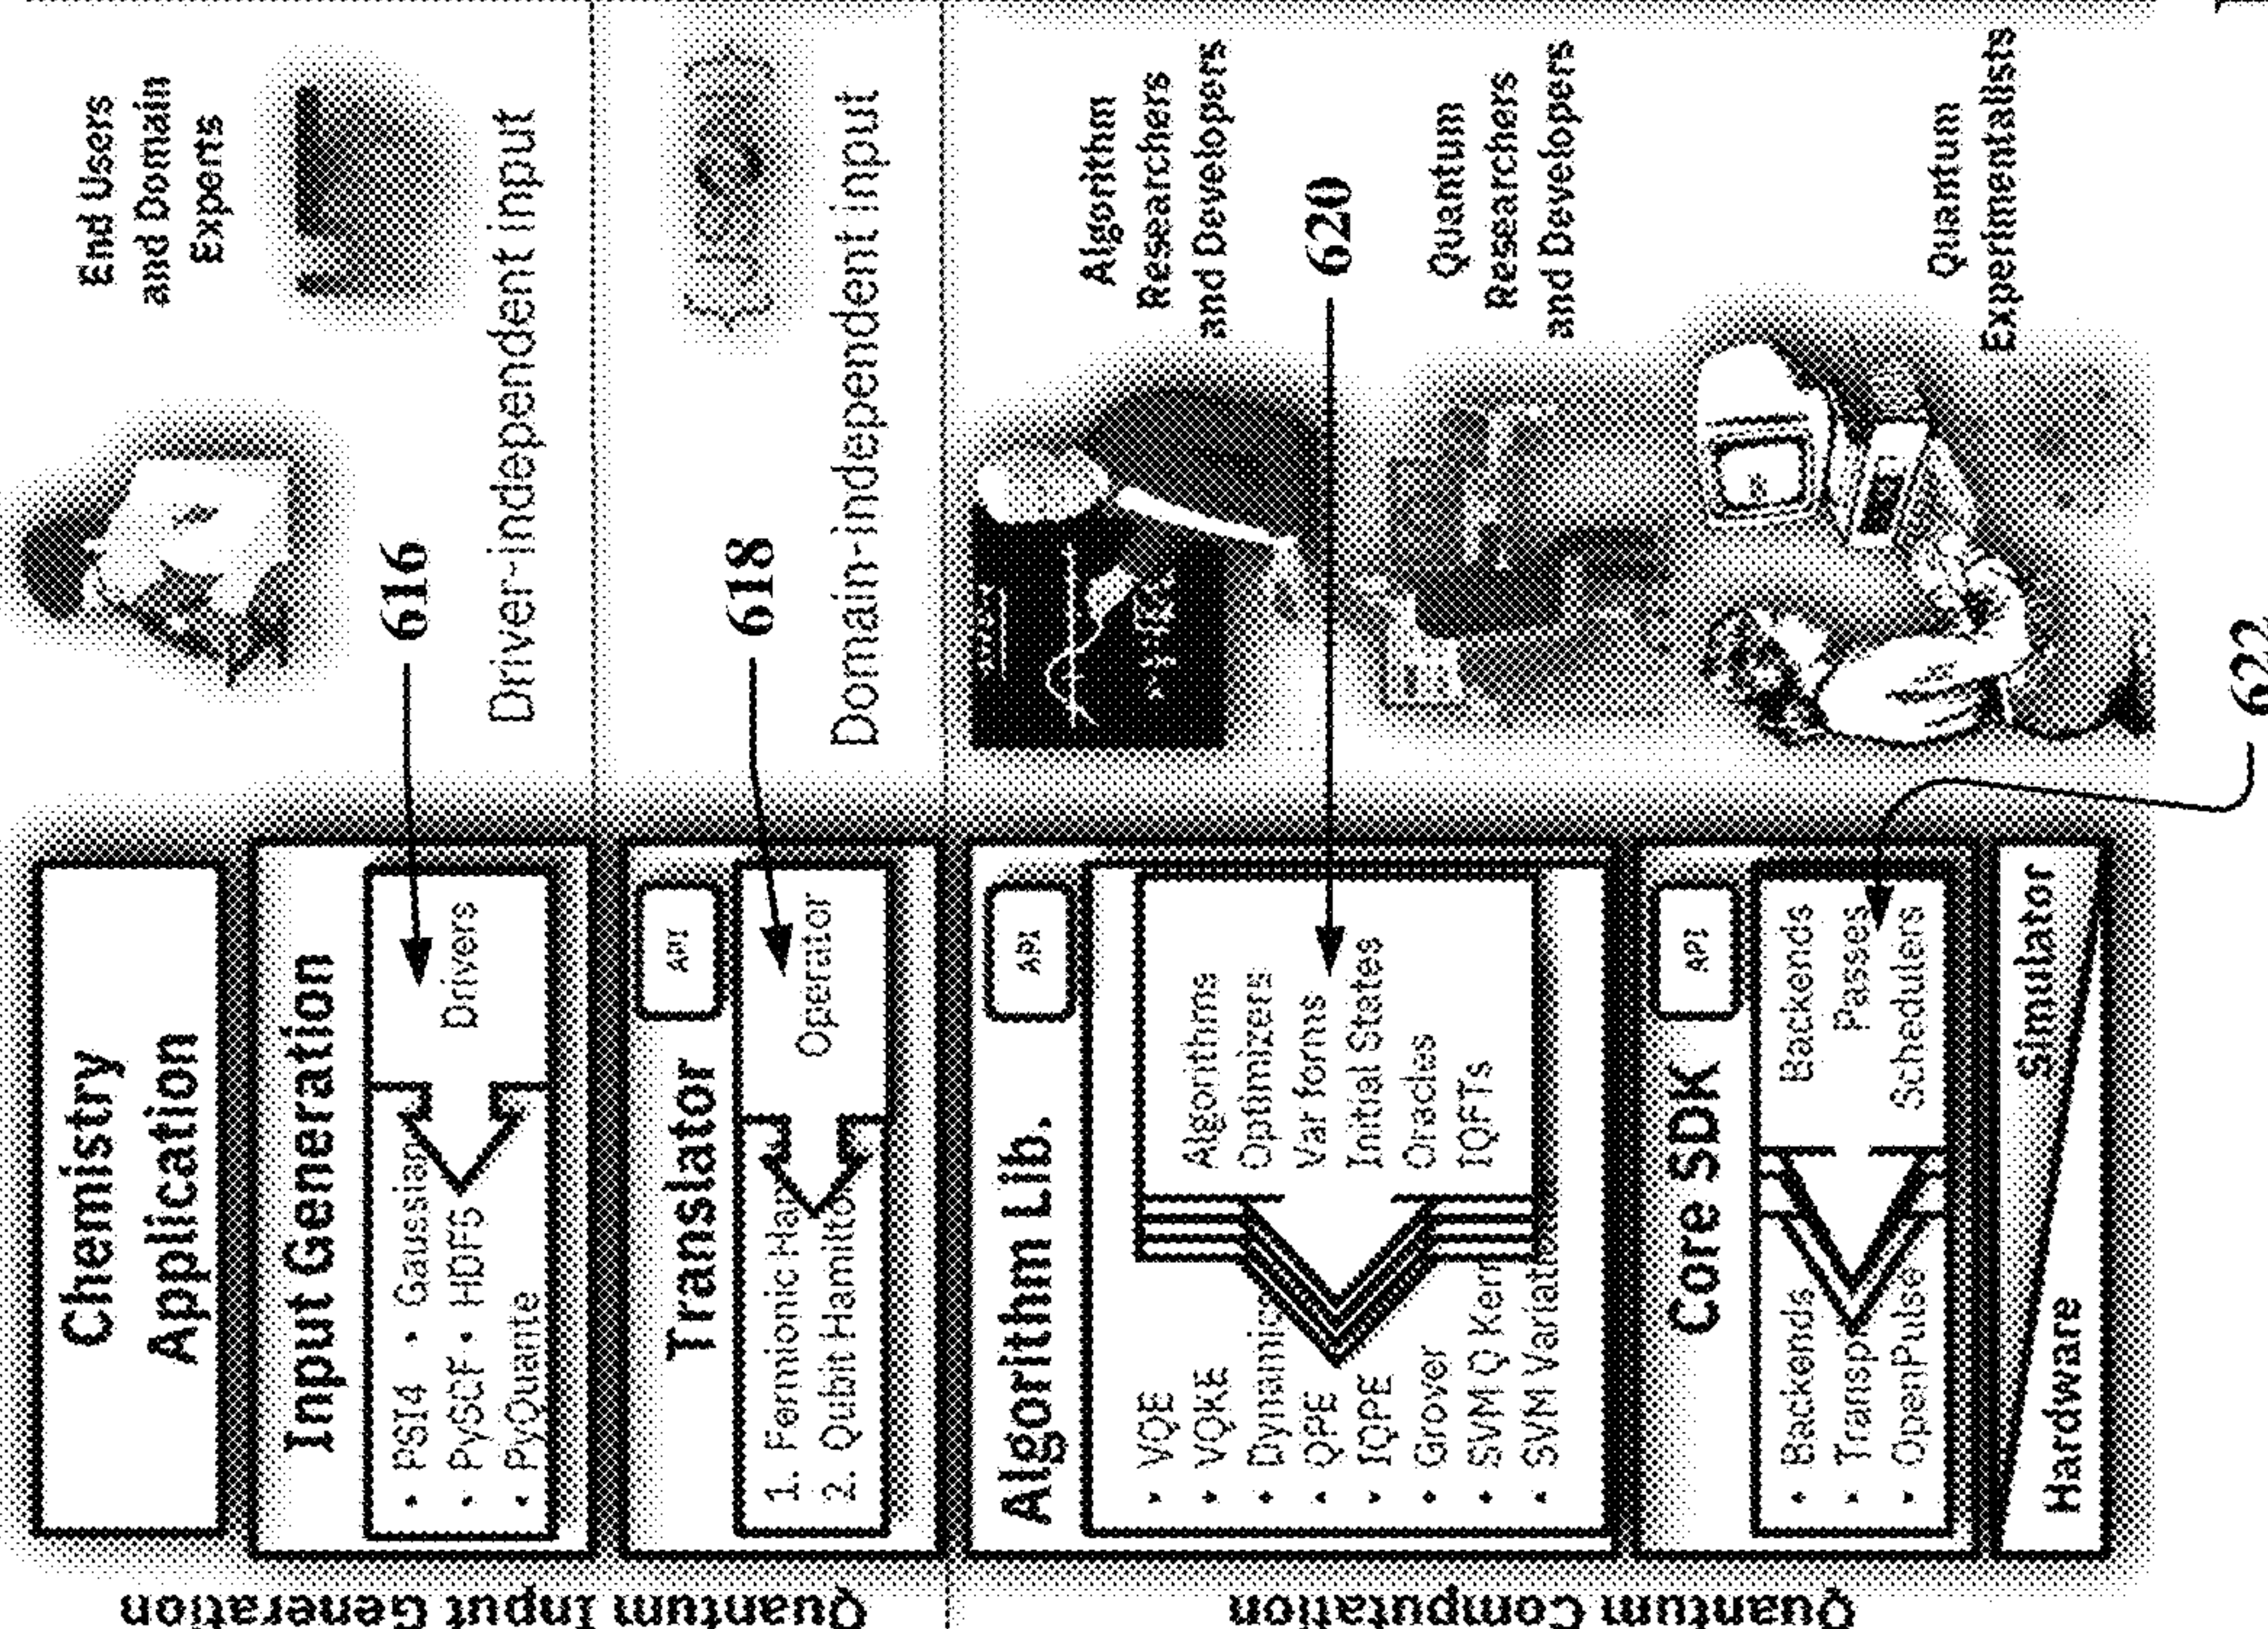 Quantum Input Generation
Chemistry
Application
Input Generation
• PSI4 • Gaussian
• PySCF • HDF5
• PyQuante
Drivers
616
End Users
and Domain
Experts
Driver-independent input
Translator
API
1. Fermionic Ham
2. Qubit Hamilto
Operator
618
{JSON}
Domain-independent input
Quantum Computation
Algorithm Lib.
API
• VQE
• VQKE
• Dynamics
• QPE
• IQPE
• Grover
• SVM Q Kern
• SVM Variat
Algorithms
Optimizers
Var forms
Initial States
Oracles
IQFTs
620
Algorithm
Researchers
and Developers
Quantum
Researchers
and Developers
Core SDK
API
• Backends
• Transp
• OpenPulse
Backends
Passes
Schedulers
622
Quantum
Experimentalists
Hardware
Simulator